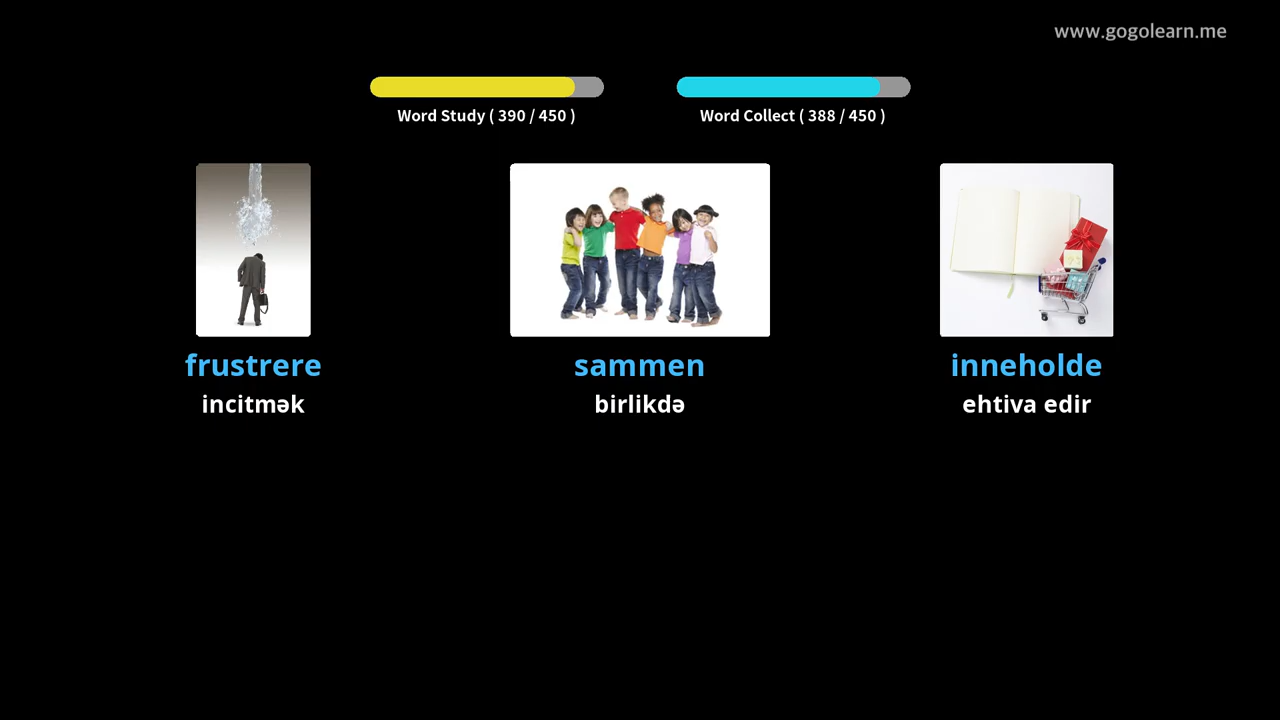 www.gogolearn.me
Word Study ( 390 / 450 )
Word Collect ( 388 / 450 )
frustrere
incitmək
sammen
birlikdə
inneholde
ehtiva edir